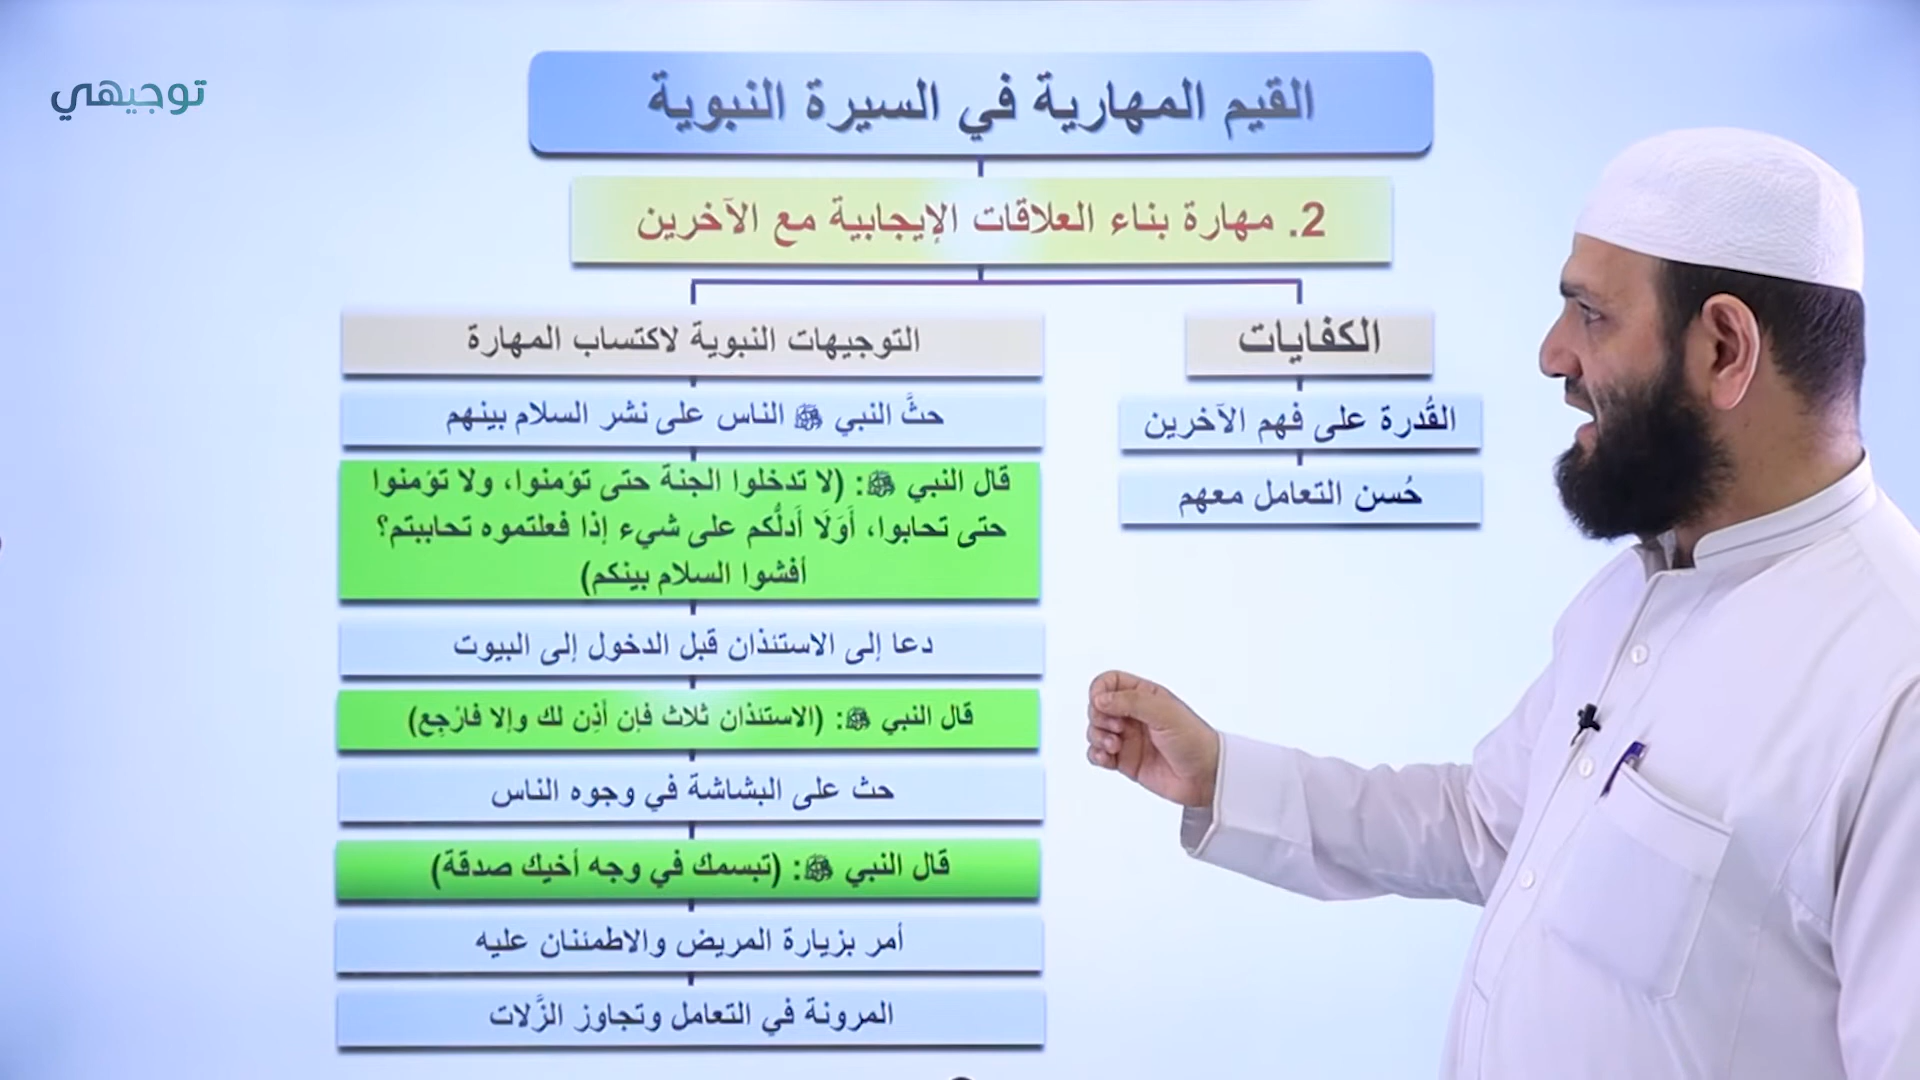 توجيهي
القيم المهارية في السيرة النبوية
2. مهارة بناء العلاقات الإيجابية مع الآخرين
الكفايات
القُدرة على فهم الآخرين
حُسن التعامل معهم
التوجيهات النبوية لاكتساب المهارة
حثَّ النبي ﷺ الناس على نشر السلام بينهم
قال النبي ﷺ: (لا تدخلوا الجنة حتى تؤمنوا، ولا تؤمنوا
حتى تحابوا، أَوَلَا أَدلُّكم على شيء إذا فعلتموه تحاببتم؟
أفشوا السلام بينكم)
دعا إلى الاستئذان قبل الدخول إلى البيوت
قال النبي ﷺ: (الاستئذان ثلاث فإن أُذِن لك وإلا فارْجِع)
حث على البشاشة في وجوه الناس
قال النبي ﷺ: (تبسمك في وجه أخيك صدقة)
أمر بزيارة المريض والاطمئنان عليه
المرونة في التعامل وتجاوز الزَّلات